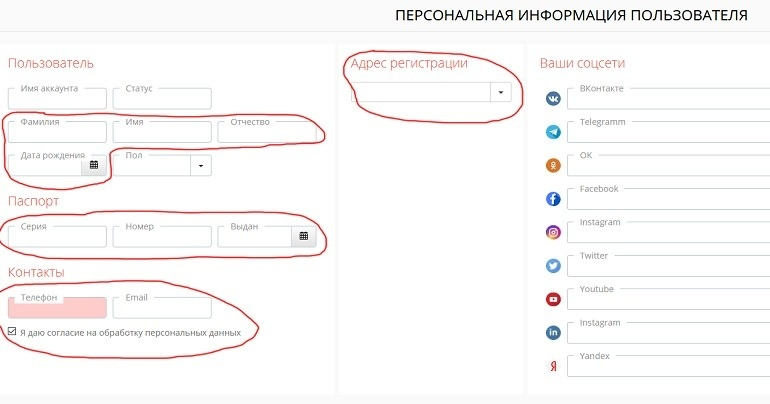 ПЕРСОНАЛЬНАЯ ИНФОРМАЦИЯ ПОЛЬЗОВАТЕЛЯ
Пользователь
Имя аккаунта Статус
Фамилия Имя Отчество
Дата рождения Пол
Паспорт
Серия Номер Выдан
Контакты
Телефон Email
Я даю согласие на обработку персональных данных
Адрес регистрации
Ваши соцсети
ВКонтакте
Telegramm
OK
Facebook
Instagram
Twitter
Youtube
Instagram
Yandex